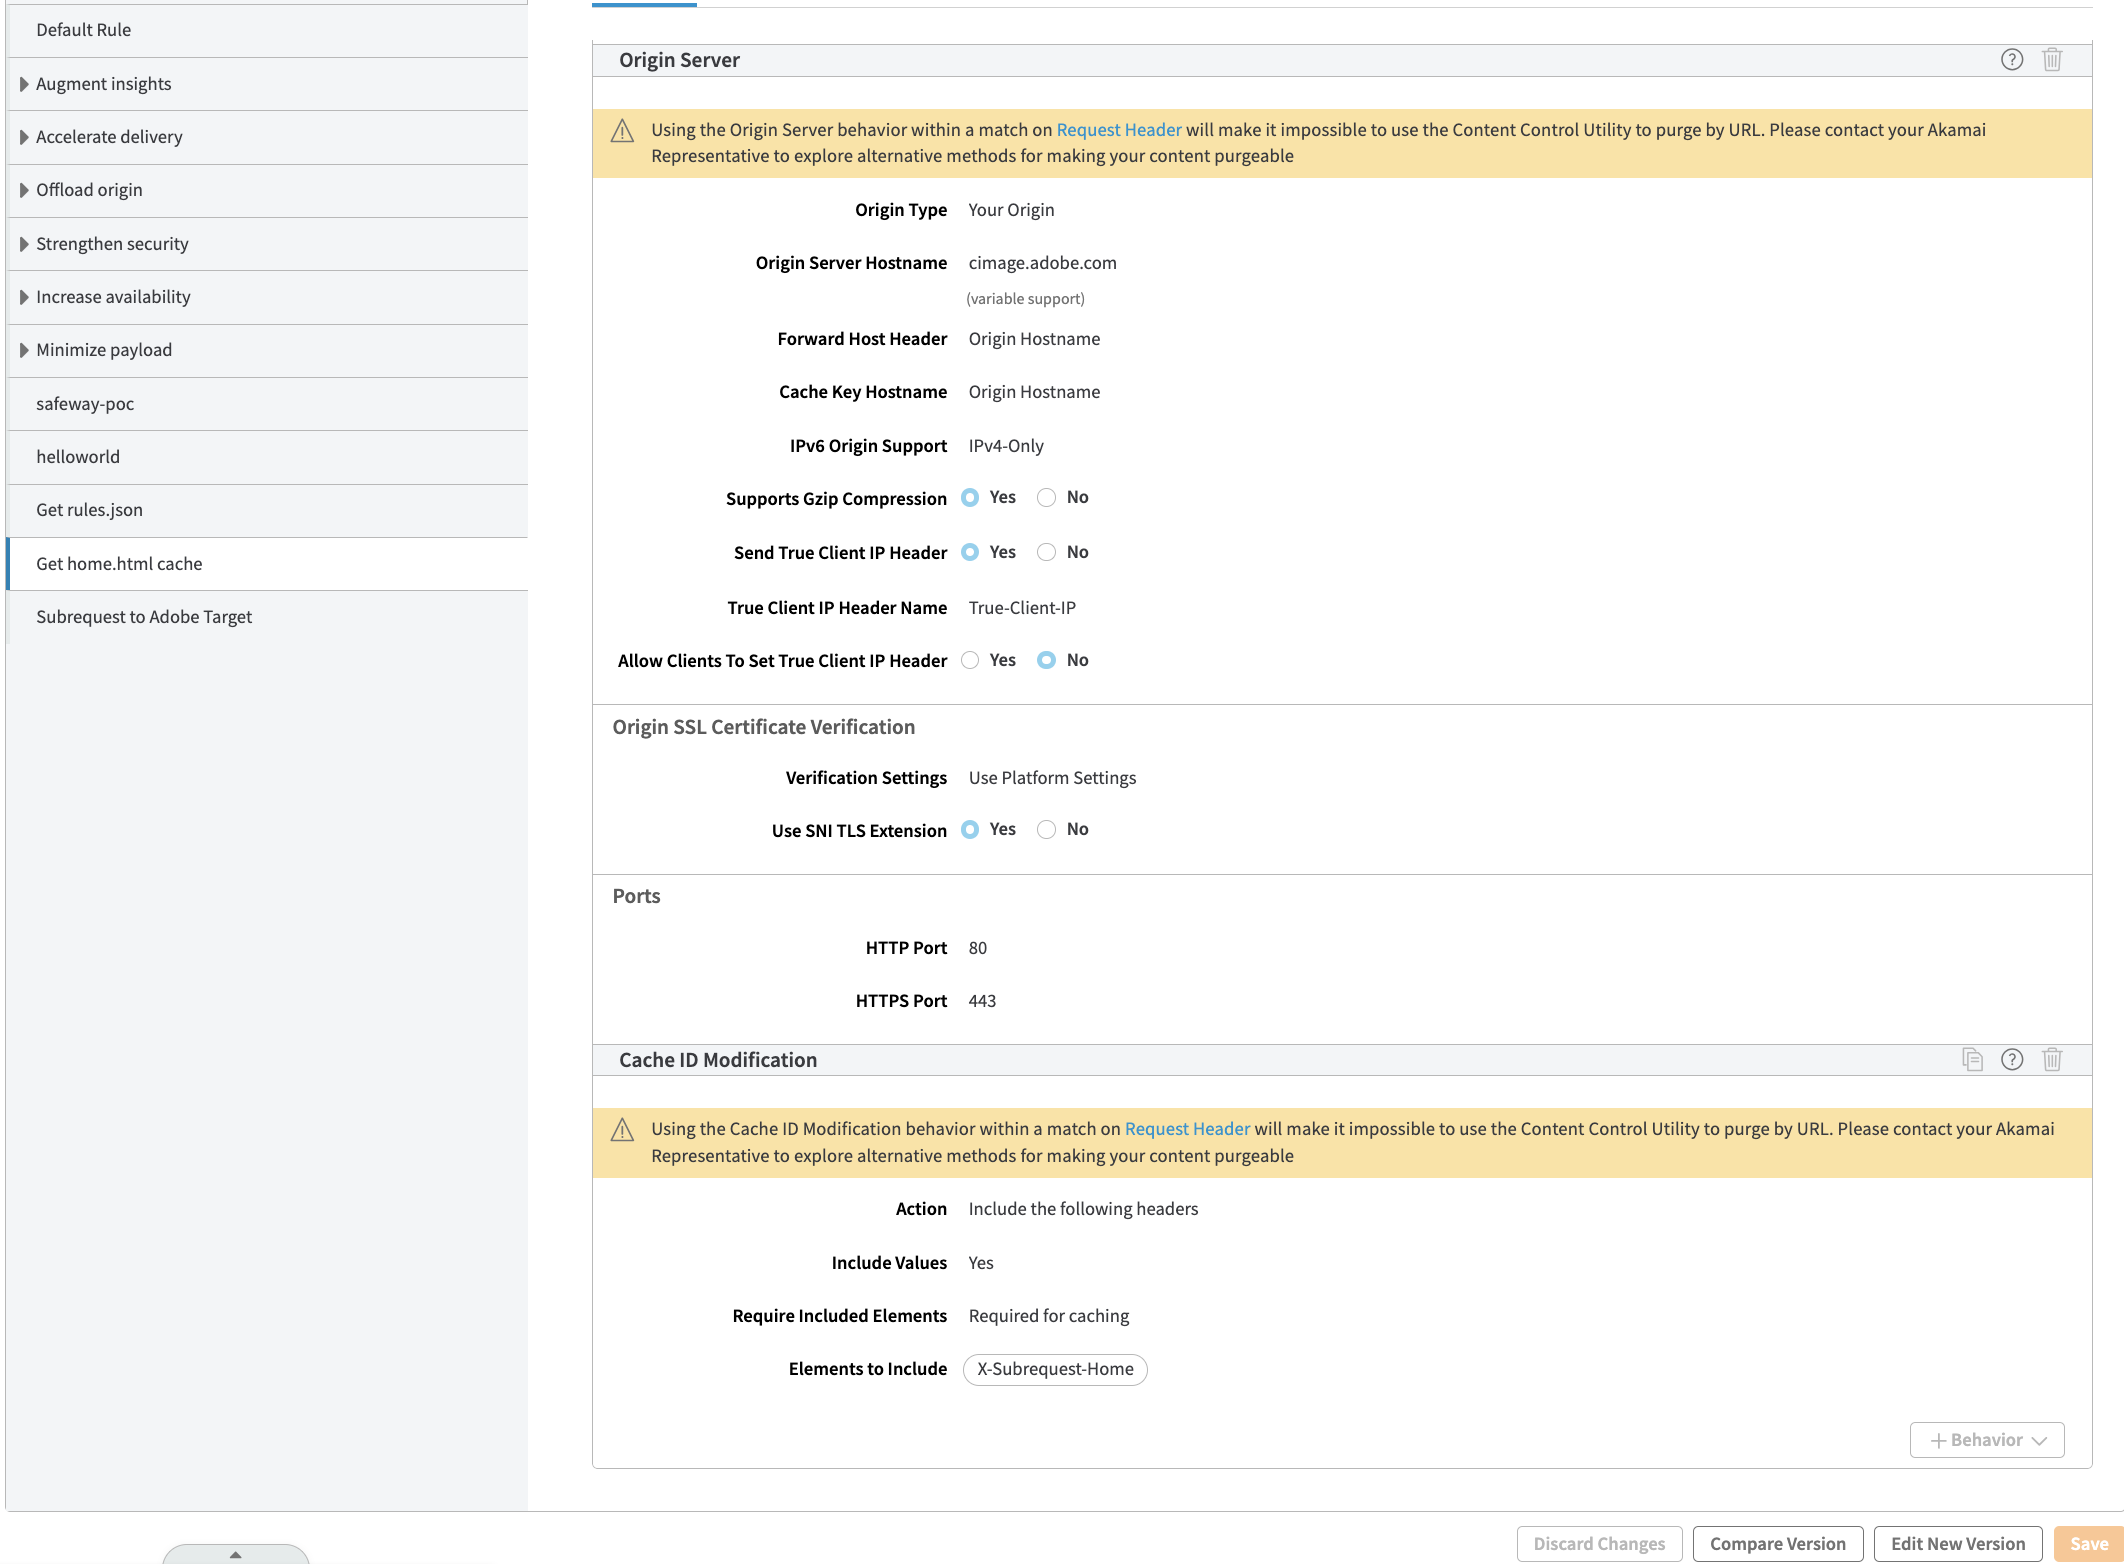 Default Rule
Augment insights
Accelerate delivery
Offload origin
Strengthen security
Increase availability
Minimize payload
safeway-poc
helloworld
Get rules.json
Get home.html cache
Subrequest to Adobe Target
Origin Server
Using the Origin Server behavior within a match on Request Header will make it impossible to use the Content Control Utility to purge by URL. Please contact your Akamai
Representative to explore alternative methods for making your content purgeable
Origin Type Your Origin
Origin Server Hostname cimage.adobe.com
(variable support)
Forward Host Header Origin Hostname
Cache Key Hostname Origin Hostname
IPv6 Origin Support IPv4-Only
Supports Gzip Compression Yes No
Send True Client IP Header Yes No
True Client IP Header Name True-Client-IP
Allow Clients To Set True Client IP Header Yes No
Origin SSL Certificate Verification
Verification Settings Use Platform Settings
Use SNI TLS Extension Yes No
Ports
HTTP Port 80
HTTPS Port 443
Cache ID Modification
Using the Cache ID Modification behavior within a match on Request Header will make it impossible to use the Content Control Utility to purge by URL. Please contact your Akamai
Representative to explore alternative methods for making your content purgeable
Action Include the following headers
Include Values Yes
Require Included Elements Required for caching
Elements to Include X-Subrequest-Home
+ Behavior
Discard Changes Compare Version Edit New Version Save